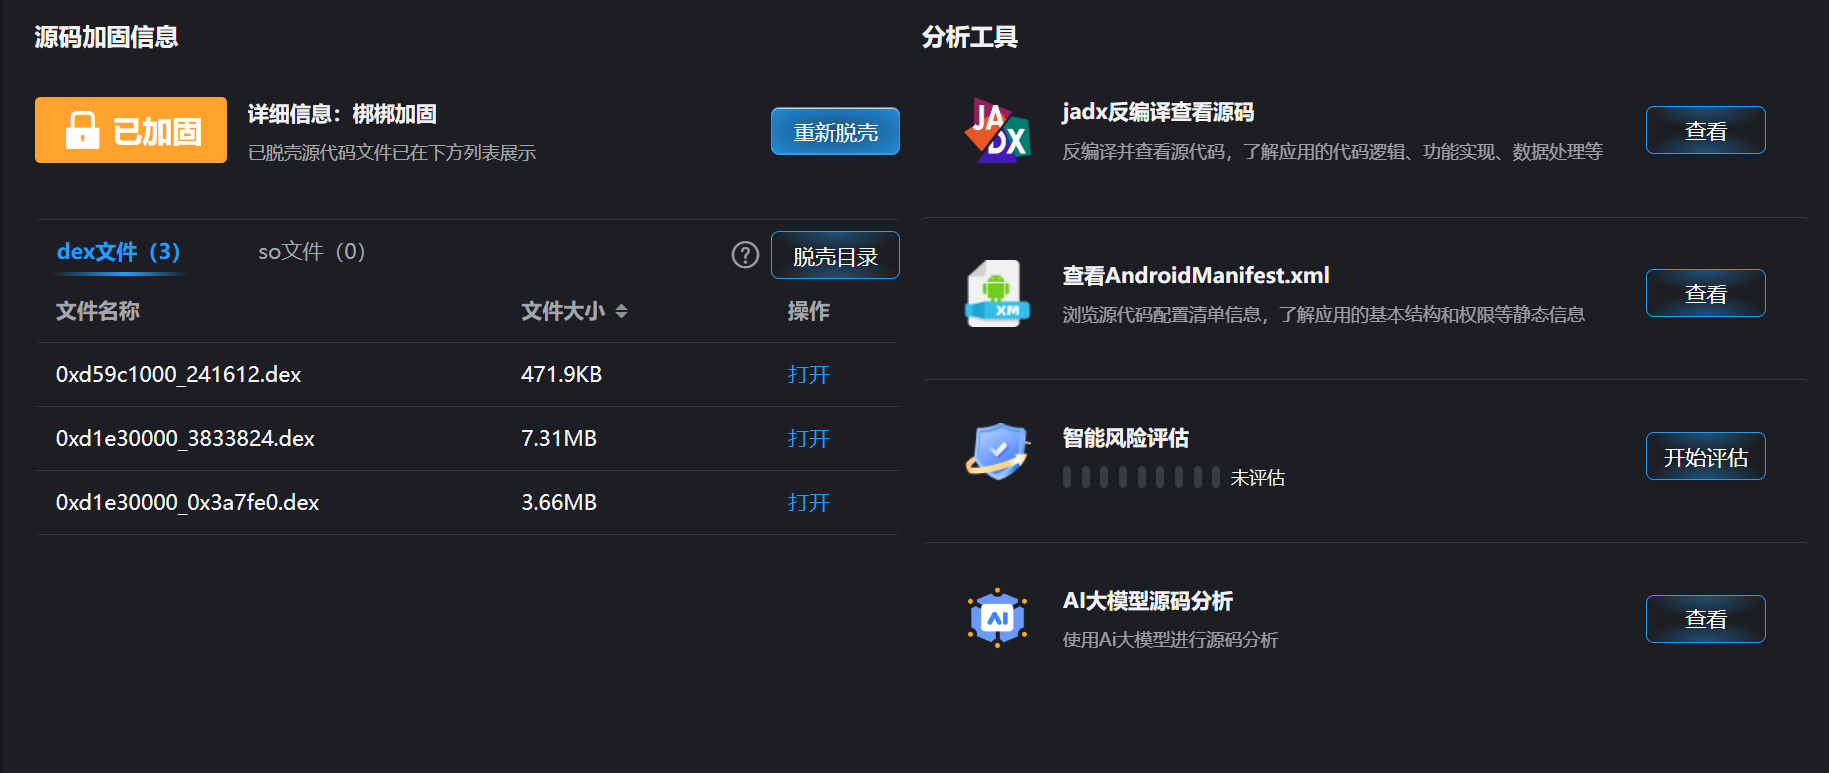 源码加固信息
已加固
详细信息：梆梆加固
已脱壳源代码文件已在下方列表展示
重新脱壳
dex文件（3）
so文件（0）
?
脱壳目录
文件名称
文件大小
操作
0xd59c1000_241612.dex
471.9KB
打开
0xd1e30000_3833824.dex
7.31MB
打开
0xd1e30000_0x3a7fe0.dex
3.66MB
打开
分析工具
JADX
jadx反编译查看源码
反编译并查看源代码，了解应用的代码逻辑、功能实现、数据处理等
查看
XM
查看AndroidManifest.xml
浏览源代码配置清单信息，了解应用的基本结构和权限等静态信息
查看
智能风险评估
未评估
开始评估
AI
AI大模型源码分析
使用Ai大模型进行源码分析
查看